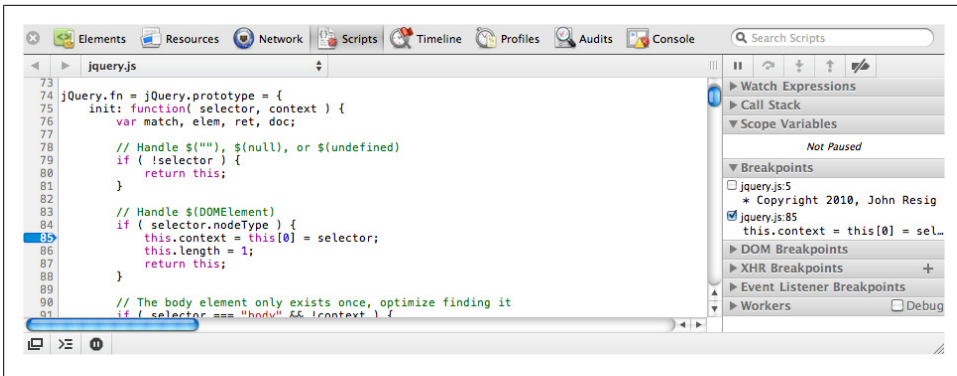 Elements Resources Network Scripts Timeline Profiles Audits Console Search Scripts
jquery.js
73
74 jQuery.fn = jQuery.prototype = {
75     init: function( selector, context ) {
76         var match, elem, ret, doc;
77
78         // Handle $(""), $(null), or $(undefined)
79         if ( !selector ) {
80             return this;
81         }
82
83         // Handle $(DOMElement)
84         if ( selector.nodeType ) {
85             this.context = this[0] = selector;
86             this.length = 1;
87             return this;
88         }
89
90         // The body element only exists once, optimize finding it
91         if ( selector === "body" && !context ) {
Watch Expressions
Call Stack
Scope Variables
Not Paused
Breakpoints
jquery.js:5
* Copyright 2010, John Resig
jquery.js:85
this.context = this[0] = sel…
DOM Breakpoints
XHR Breakpoints +
Event Listener Breakpoints
Workers Debug